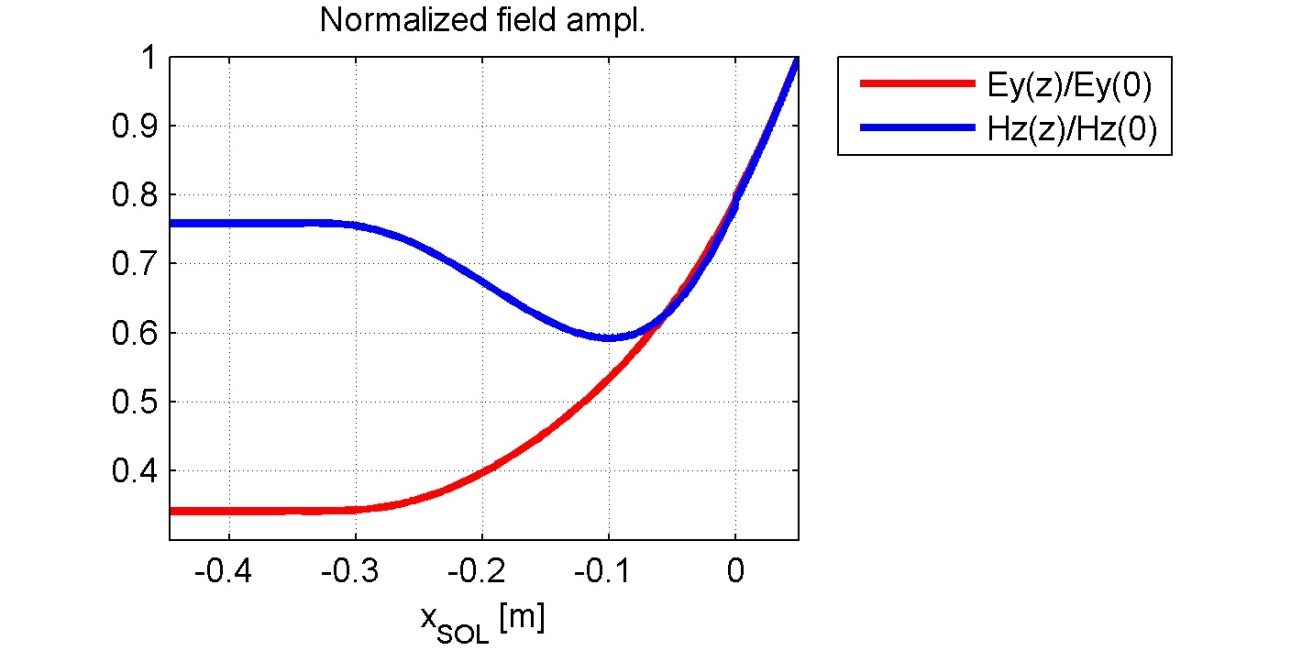 Normalized field ampl.
1
0.9
0.8
0.7
0.6
0.5
0.4
-0.4 -0.3 -0.2 -0.1 0
xSOL [m]
Ey(z)/Ey(0)
Hz(z)/Hz(0)